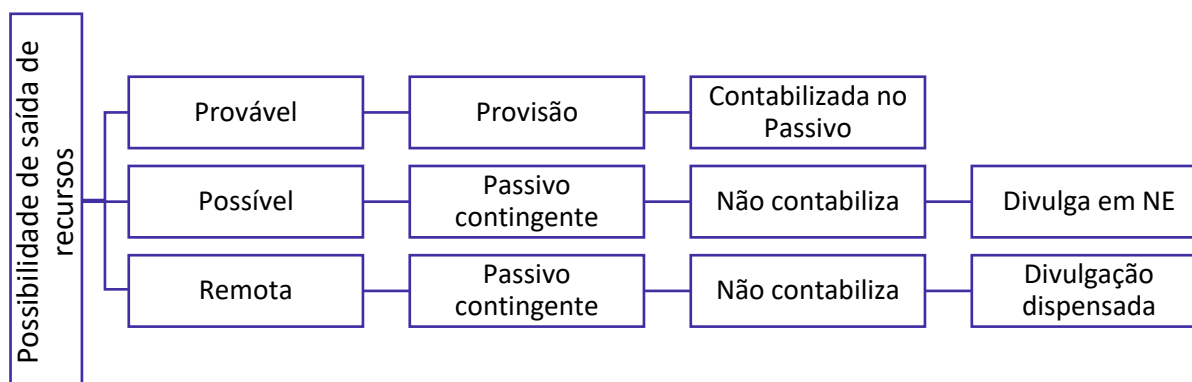 Possibilidade de saída de
recursos
Provável
Provisão
Contabilizada no
Passivo
Possível
Passivo
contingente
Não contabiliza
Divulga em NE
Remota
Passivo
contingente
Não contabiliza
Divulgação
dispensada